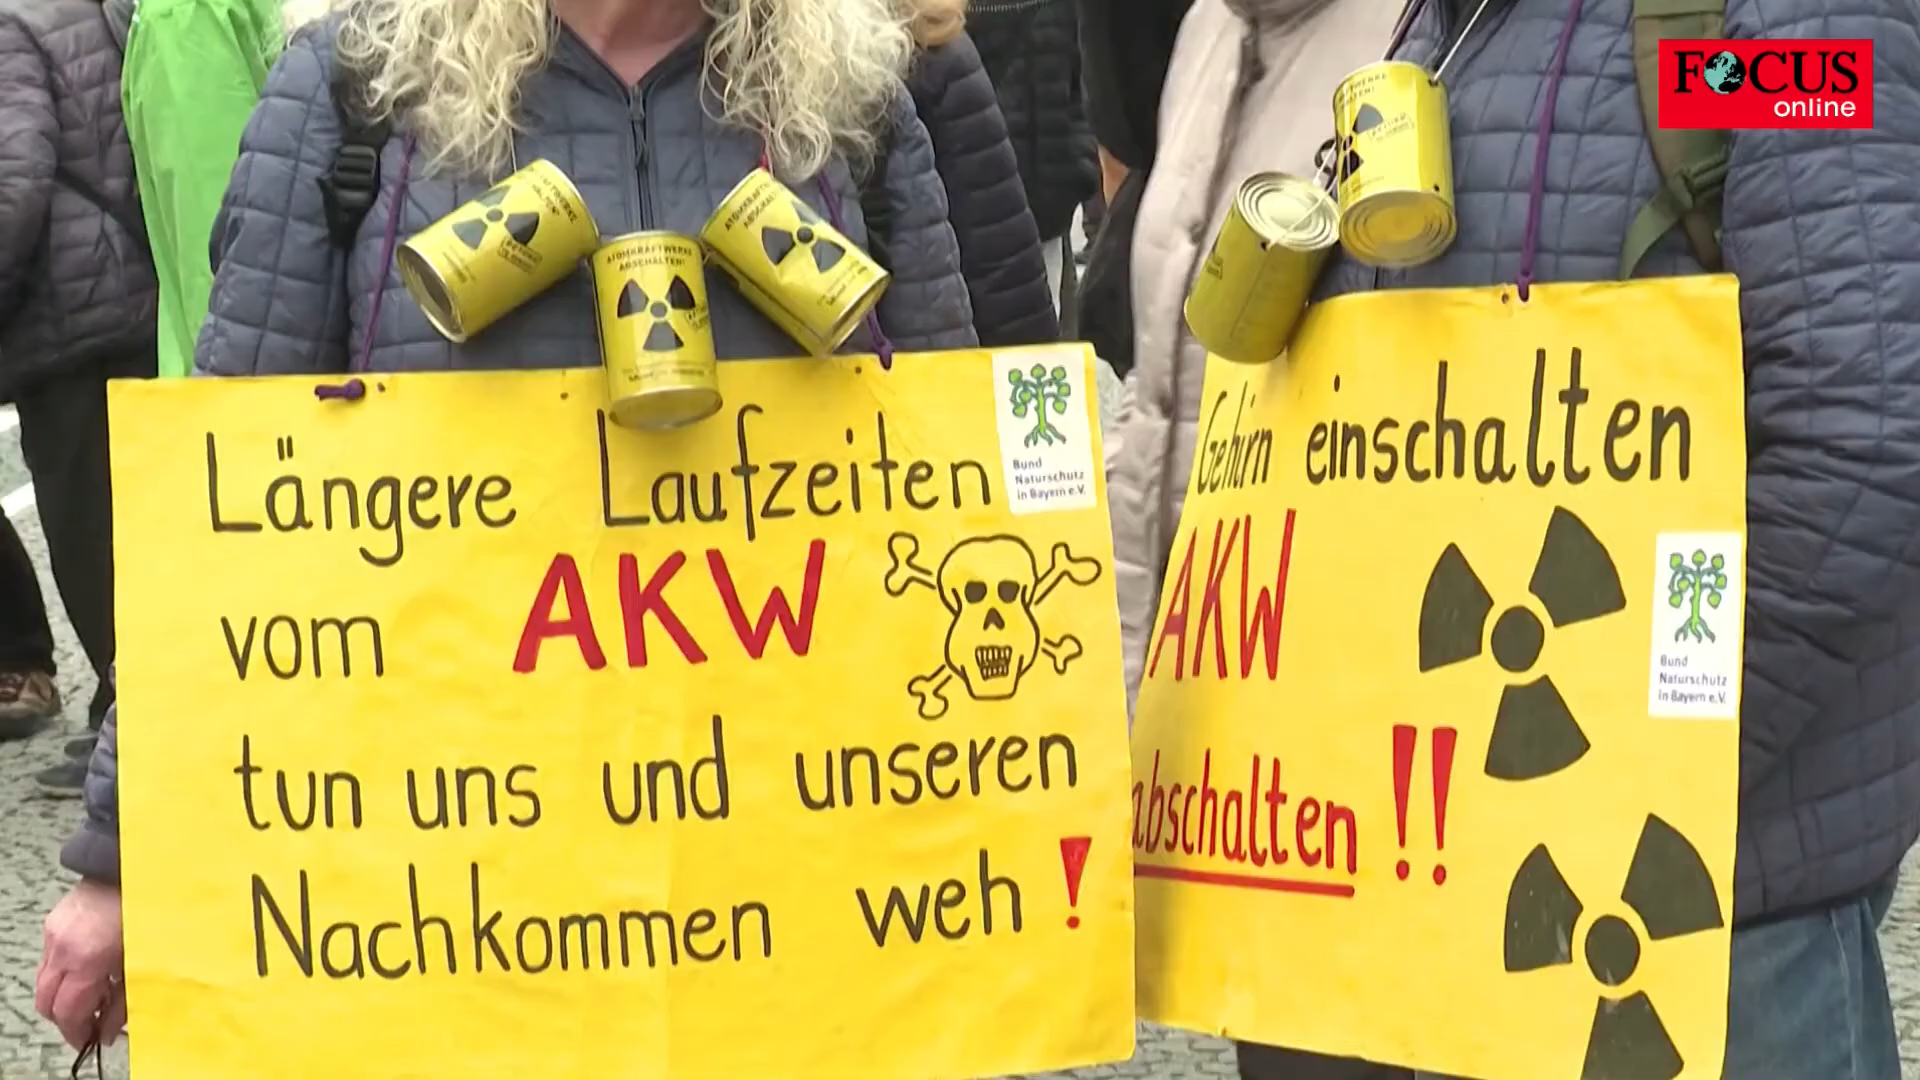 FOCUS
online
ATOMKRAFTWERKE
ABSCHALTEN!
Längere Laufzeiten
vom AKW
tun uns und unseren
Nachkommen weh!
Bund
Naturschutz
in Bayern e.V.
Gehirn einschalten
AKW
abschalten!!
Bund
Naturschutz
in Bayern e.V.